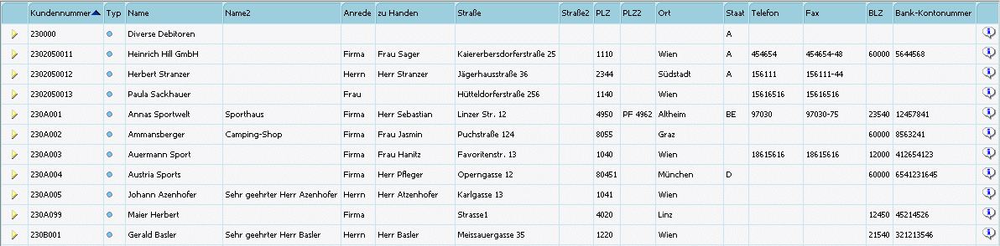 Kundennummer Typ Name Name2 Anrede zu Handen Straße Straße2 PLZ PLZ2 Ort Staat Telefon Fax BLZ Bank-Kontonummer
230000 Diverse Debitoren A
2302050011 Heinrich Hill GmbH Firma Frau Sager Kaiererbersdorferstraße 25 1110 Wien A 454654 454654-48 60000 5644568
2302050012 Herbert Stranzer Herrn Herr Stranzer Jägerhausstraße 36 2344 Südstadt A 156111 156111-44
2302050013 Paula Sackhauer Frau Hütteldorferstraße 256 1140 Wien 15616516 15616516
230A001 Annas Sportwelt Sporthaus Firma Herr Sebastian Linzer Str. 12 4950 PF 4962 Altheim BE 97030 97030-75 23540 12457841
230A002 Ammansberger Camping-Shop Firma Frau Jasmin Puchstraße 124 8055 Graz 60000 8563241
230A003 Auermann Sport Firma Frau Hanitz Favoritenstr. 13 1040 Wien 18615616 18615616 12000 412654123
230A004 Austria Sports Firma Herr Pfleger Operngasse 12 80451 München D 60000 6541231645
230A005 Johann Azenhofer Sehr geehrter Herr Azenhofer Herrn Herr Atzenhofer Karlgasse 13 1041 Wien
230A099 Maier Herbert Firma Strasse1 4020 Linz 12450 45214526
230B001 Gerald Basler Sehr geehrter Herr Basler Herrn Herr Basler Meissauergasse 35 1220 Wien 21540 321213546